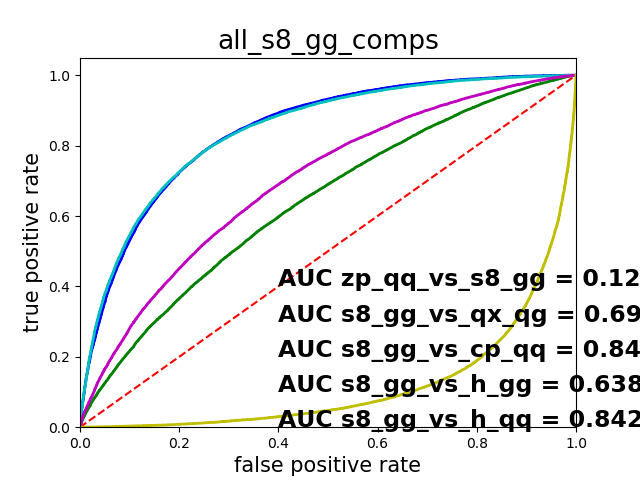 all_s8_gg_comps
true positive rate
1.0
0.8
0.6
0.4
0.2
0.0
AUC zp_qq_vs_s8_gg = 0.12
AUC s8_gg_vs_qx_qg = 0.69
AUC s8_gg_vs_cp_qq = 0.84
AUC s8_gg_vs_h_gg = 0.638
AUC s8_gg_vs_h_qq = 0.842
0.0 0.2 0.4 0.6 0.8 1.0
false positive rate